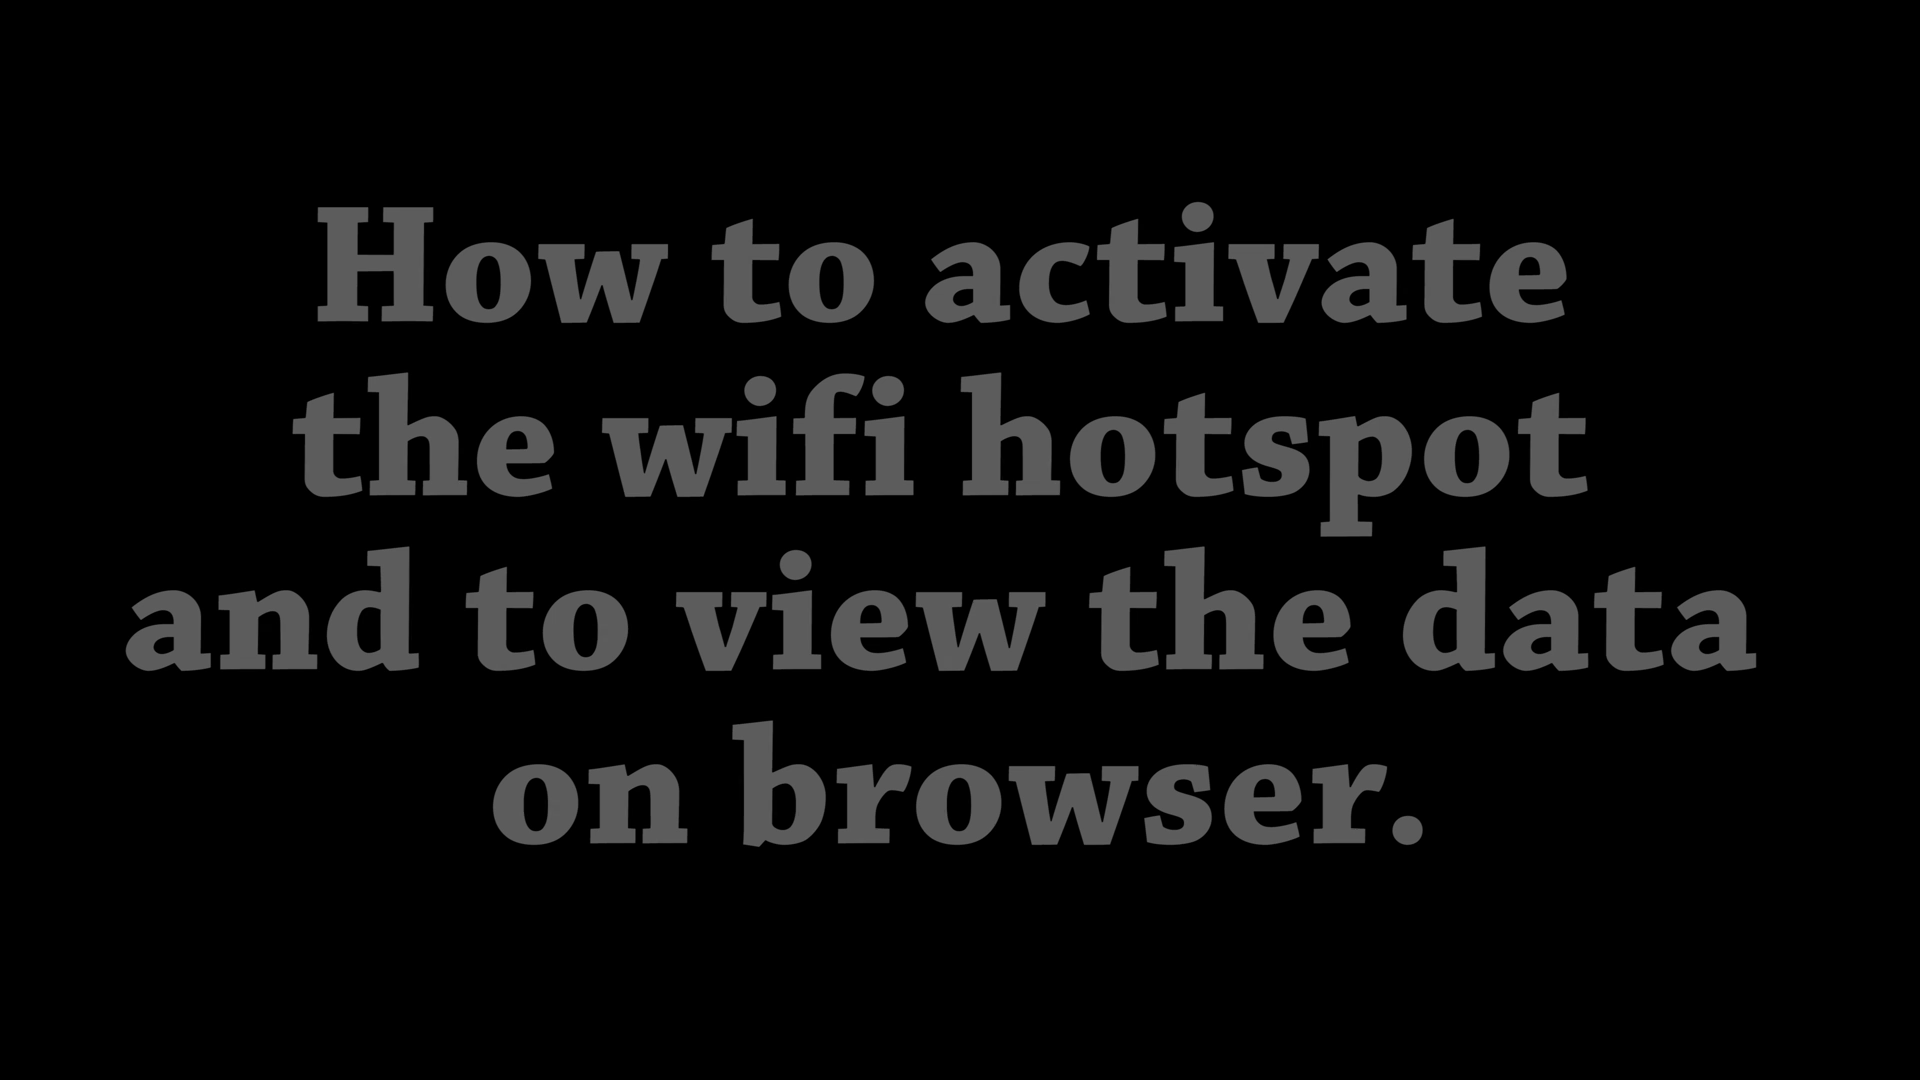 How to activate
the wifi hotspot
and to view the data
on browser.